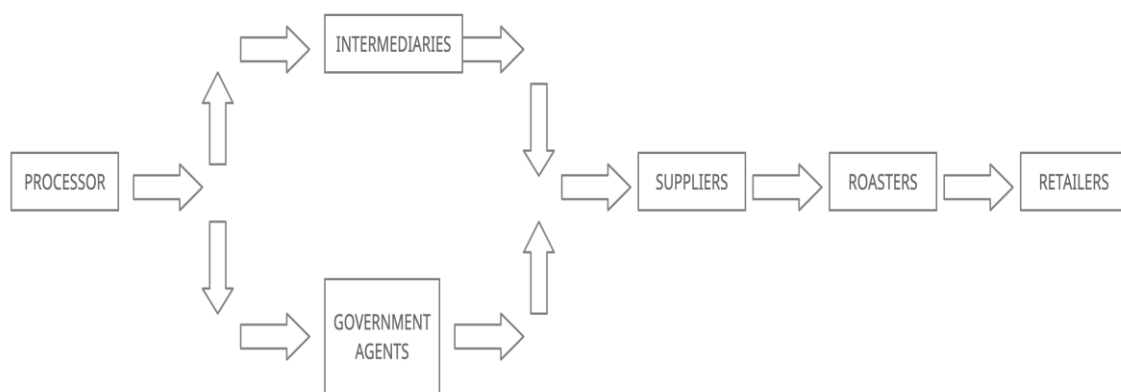 INTERMEDIARIES
PROCESSOR
SUPPLIERS
ROASTERS
RETAILERS
GOVERNMENT
AGENTS